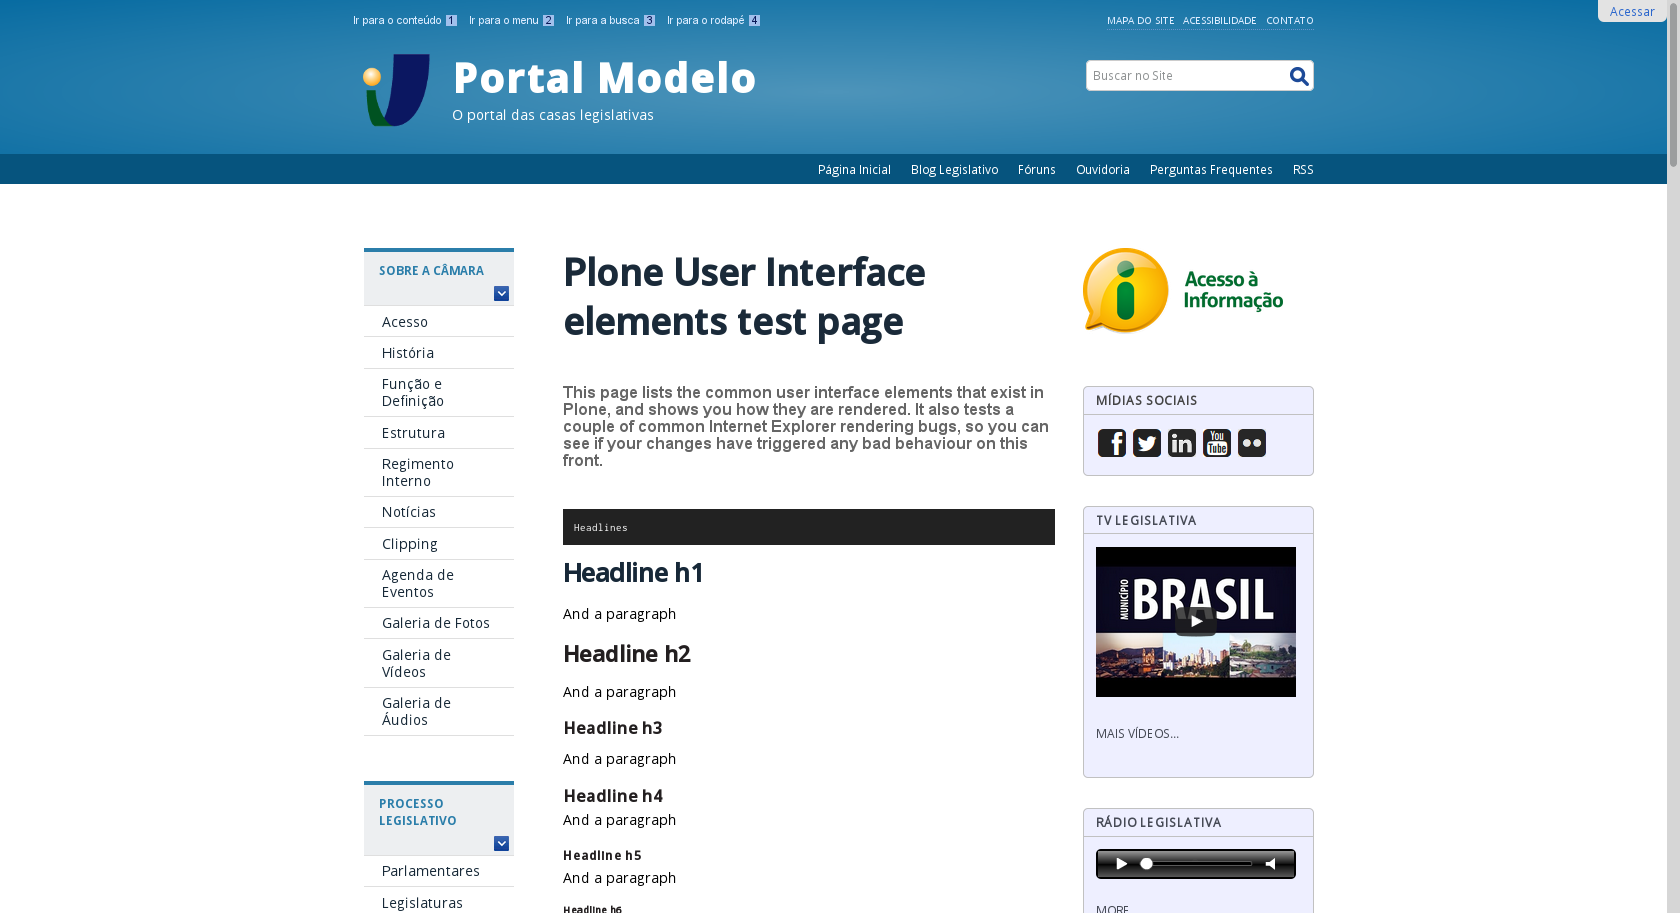 Ir para o conteúdo 1 Ir para o menu 2 Ir para a busca 3 Ir para o rodapé 4
MAPA DO SITE ACESSIBILIDADE CONTATO
Acessar
Portal Modelo
O portal das casas legislativas
Buscar no Site
Página Inicial Blog Legislativo Fóruns Ouvidoria Perguntas Frequentes RSS
SOBRE A CÂMARA
Acesso
História
Função e
Definição
Estrutura
Regimento
Interno
Notícias
Clipping
Agenda de
Eventos
Galeria de Fotos
Galeria de
Vídeos
Galeria de
Áudios
PROCESSO
LEGISLATIVO
Parlamentares
Legislaturas
Plone User Interface
elements test page
This page lists the common user interface elements that exist in
Plone, and shows you how they are rendered. It also tests a
couple of common Internet Explorer rendering bugs, so you can
see if your changes have triggered any bad behaviour on this
front.
Headlines
Headline h1
And a paragraph
Headline h2
And a paragraph
Headline h3
And a paragraph
Headline h4
And a paragraph
Headline h5
And a paragraph
Headline h6
Acesso à
Informação
MÍDIAS SOCIAIS
You
Tube
TV LEGISLATIVA
MUNICÍPIO
BRASIL
MAIS VÍDEOS...
RÁDIO LEGISLATIVA
MORE